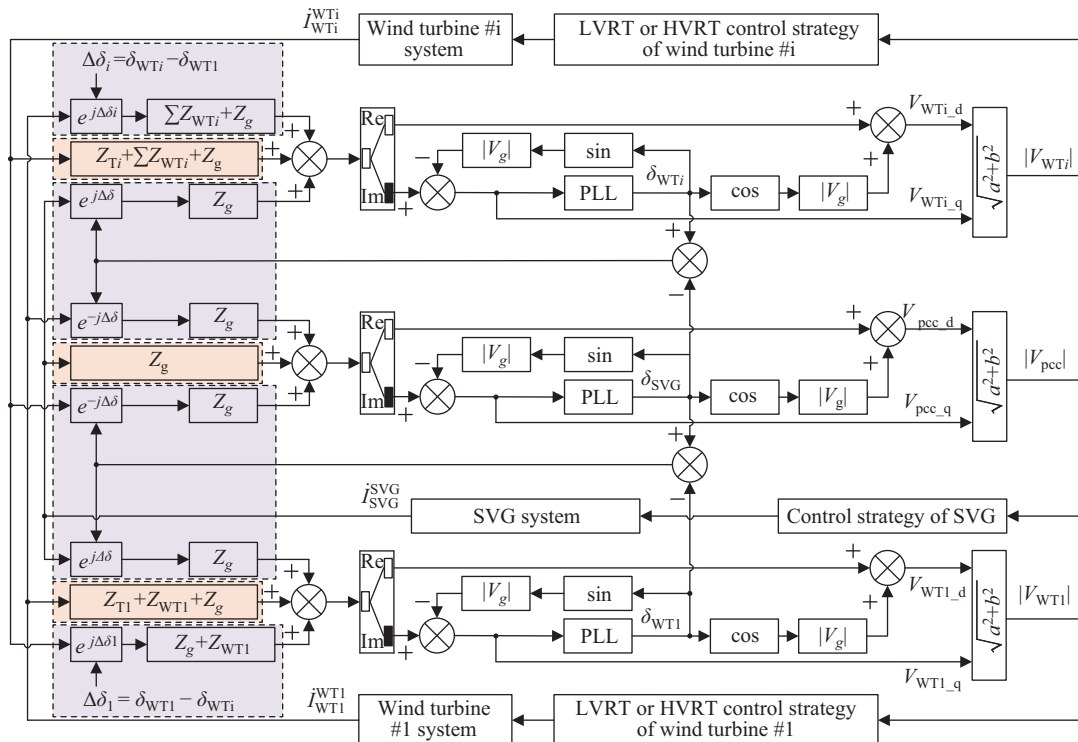 İ_WTi^WTi
Wind turbine #i
system
LVRT or HVRT control strategy
of wind turbine #i
Δδ_i = δ_WTi − δ_WT1
e^{jΔδi}
∑Z_WTi + Z_g
+
Z_Ti + ∑Z_WTi + Z_g
+
e^{jΔδ}
Z_g
+
Re
Im
+
−
|V_g|
sin
PLL
δ_WTi
cos
|V_g|
+
+
V_WTi_d
V_WTi_q
√a²+b²
|V_WTi|
+
−
e^{−jΔδ}
Z_g
+
Z_g
+
e^{−jΔδ}
Z_g
+
Re
Im
+
−
|V_g|
sin
PLL
δ_SVG
cos
|V_g|
+
+
V_pcc_d
V_pcc_q
√a²+b²
|V_pcc|
+
−
İ_SVG^SVG
SVG system
Control strategy of SVG
e^{jΔδ}
Z_g
+
Z_T1 + Z_WT1 + Z_g
+
e^{jΔδ1}
Z_g + Z_WT1
+
Δδ_1 = δ_WT1 − δ_WTi
Re
Im
+
−
|V_g|
sin
PLL
δ_WT1
cos
|V_g|
+
+
V_WT1_d
V_WT1_q
√a²+b²
|V_WT1|
İ_WT1^WT1
Wind turbine
#1 system
LVRT or HVRT control strategy
of wind turbine #1